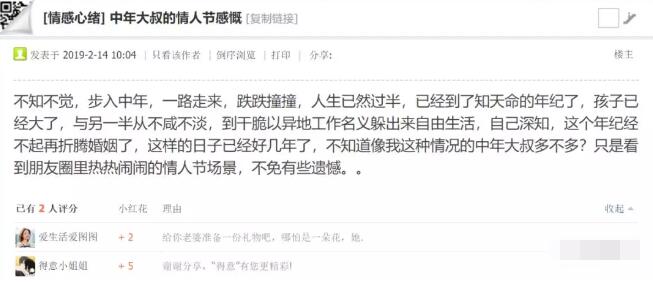 [情感心绪] 中年大叔的情人节感慨 [复制链接]
发表于 2019-2-14 10:04 | 只看该作者 | 倒序浏览 | 打印 | 分享: 楼主
不知不觉，步入中年，一路走来，跌跌撞撞，人生已然过半，已经到了知天命的年纪了，孩子已
经大了，与另一半从不咸不淡，到干脆以异地工作名义躲出来自由生活，自己深知，这个年纪经
不起再折腾婚姻了，这样的日子已经好几年了，不知道像我这种情况的中年大叔多不多？只是看
到朋友圈里热热闹闹的情人节场景，不免有些遗憾。。
已有 2 人评分 小红花 理由 收起
爱生活爱图图 + 2 给你老婆准备一份礼物吧，哪怕是一朵花，她.
得意小姐姐 + 5 谢谢分享，“得意”有您更精彩!